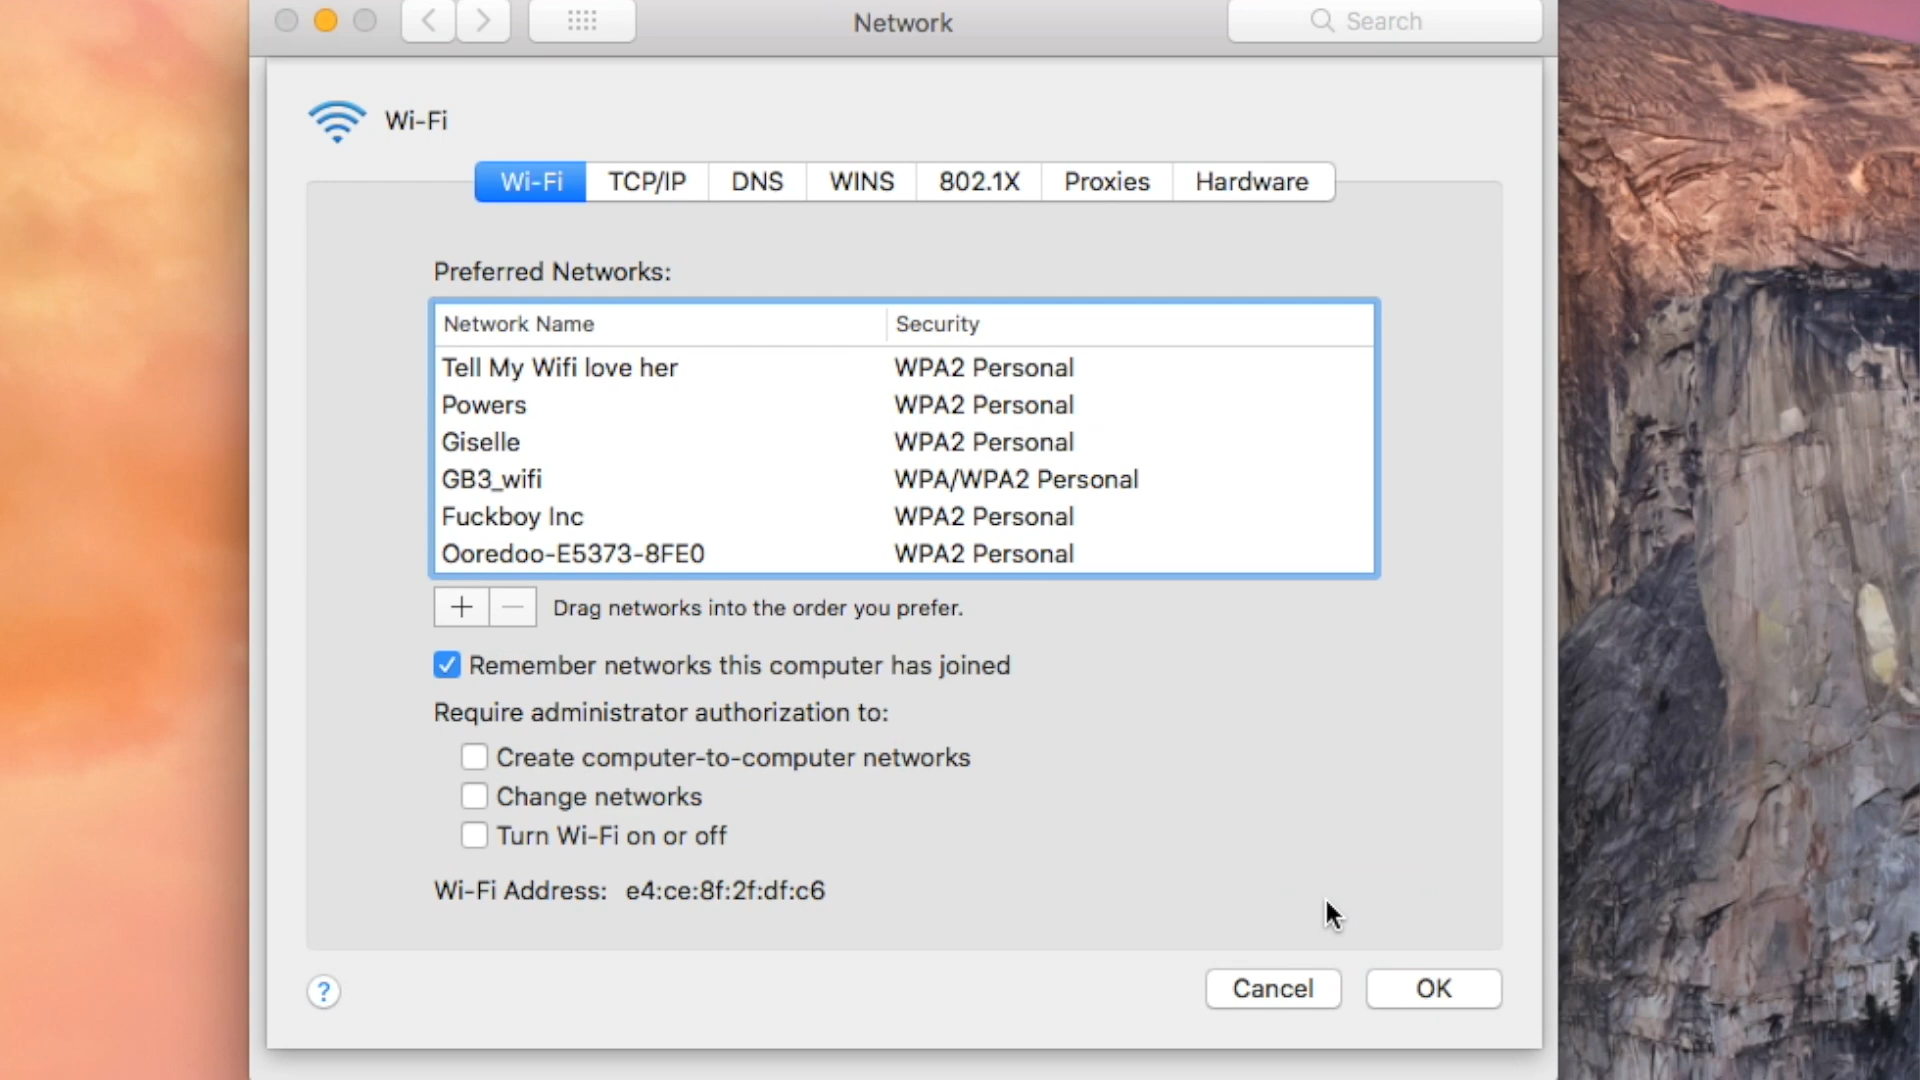 Network
Search
Wi-Fi
Wi-Fi TCP/IP DNS WINS 802.1X Proxies Hardware
Preferred Networks:
Network Name Security
Tell My Wifi love her WPA2 Personal
Powers WPA2 Personal
Giselle WPA2 Personal
GB3_wifi WPA/WPA2 Personal
Fuckboy Inc WPA2 Personal
Ooredoo-E5373-8FE0 WPA2 Personal
+ − Drag networks into the order you prefer.
Remember networks this computer has joined
Require administrator authorization to:
Create computer-to-computer networks
Change networks
Turn Wi-Fi on or off
Wi-Fi Address: e4:ce:8f:2f:df:c6
? Cancel OK